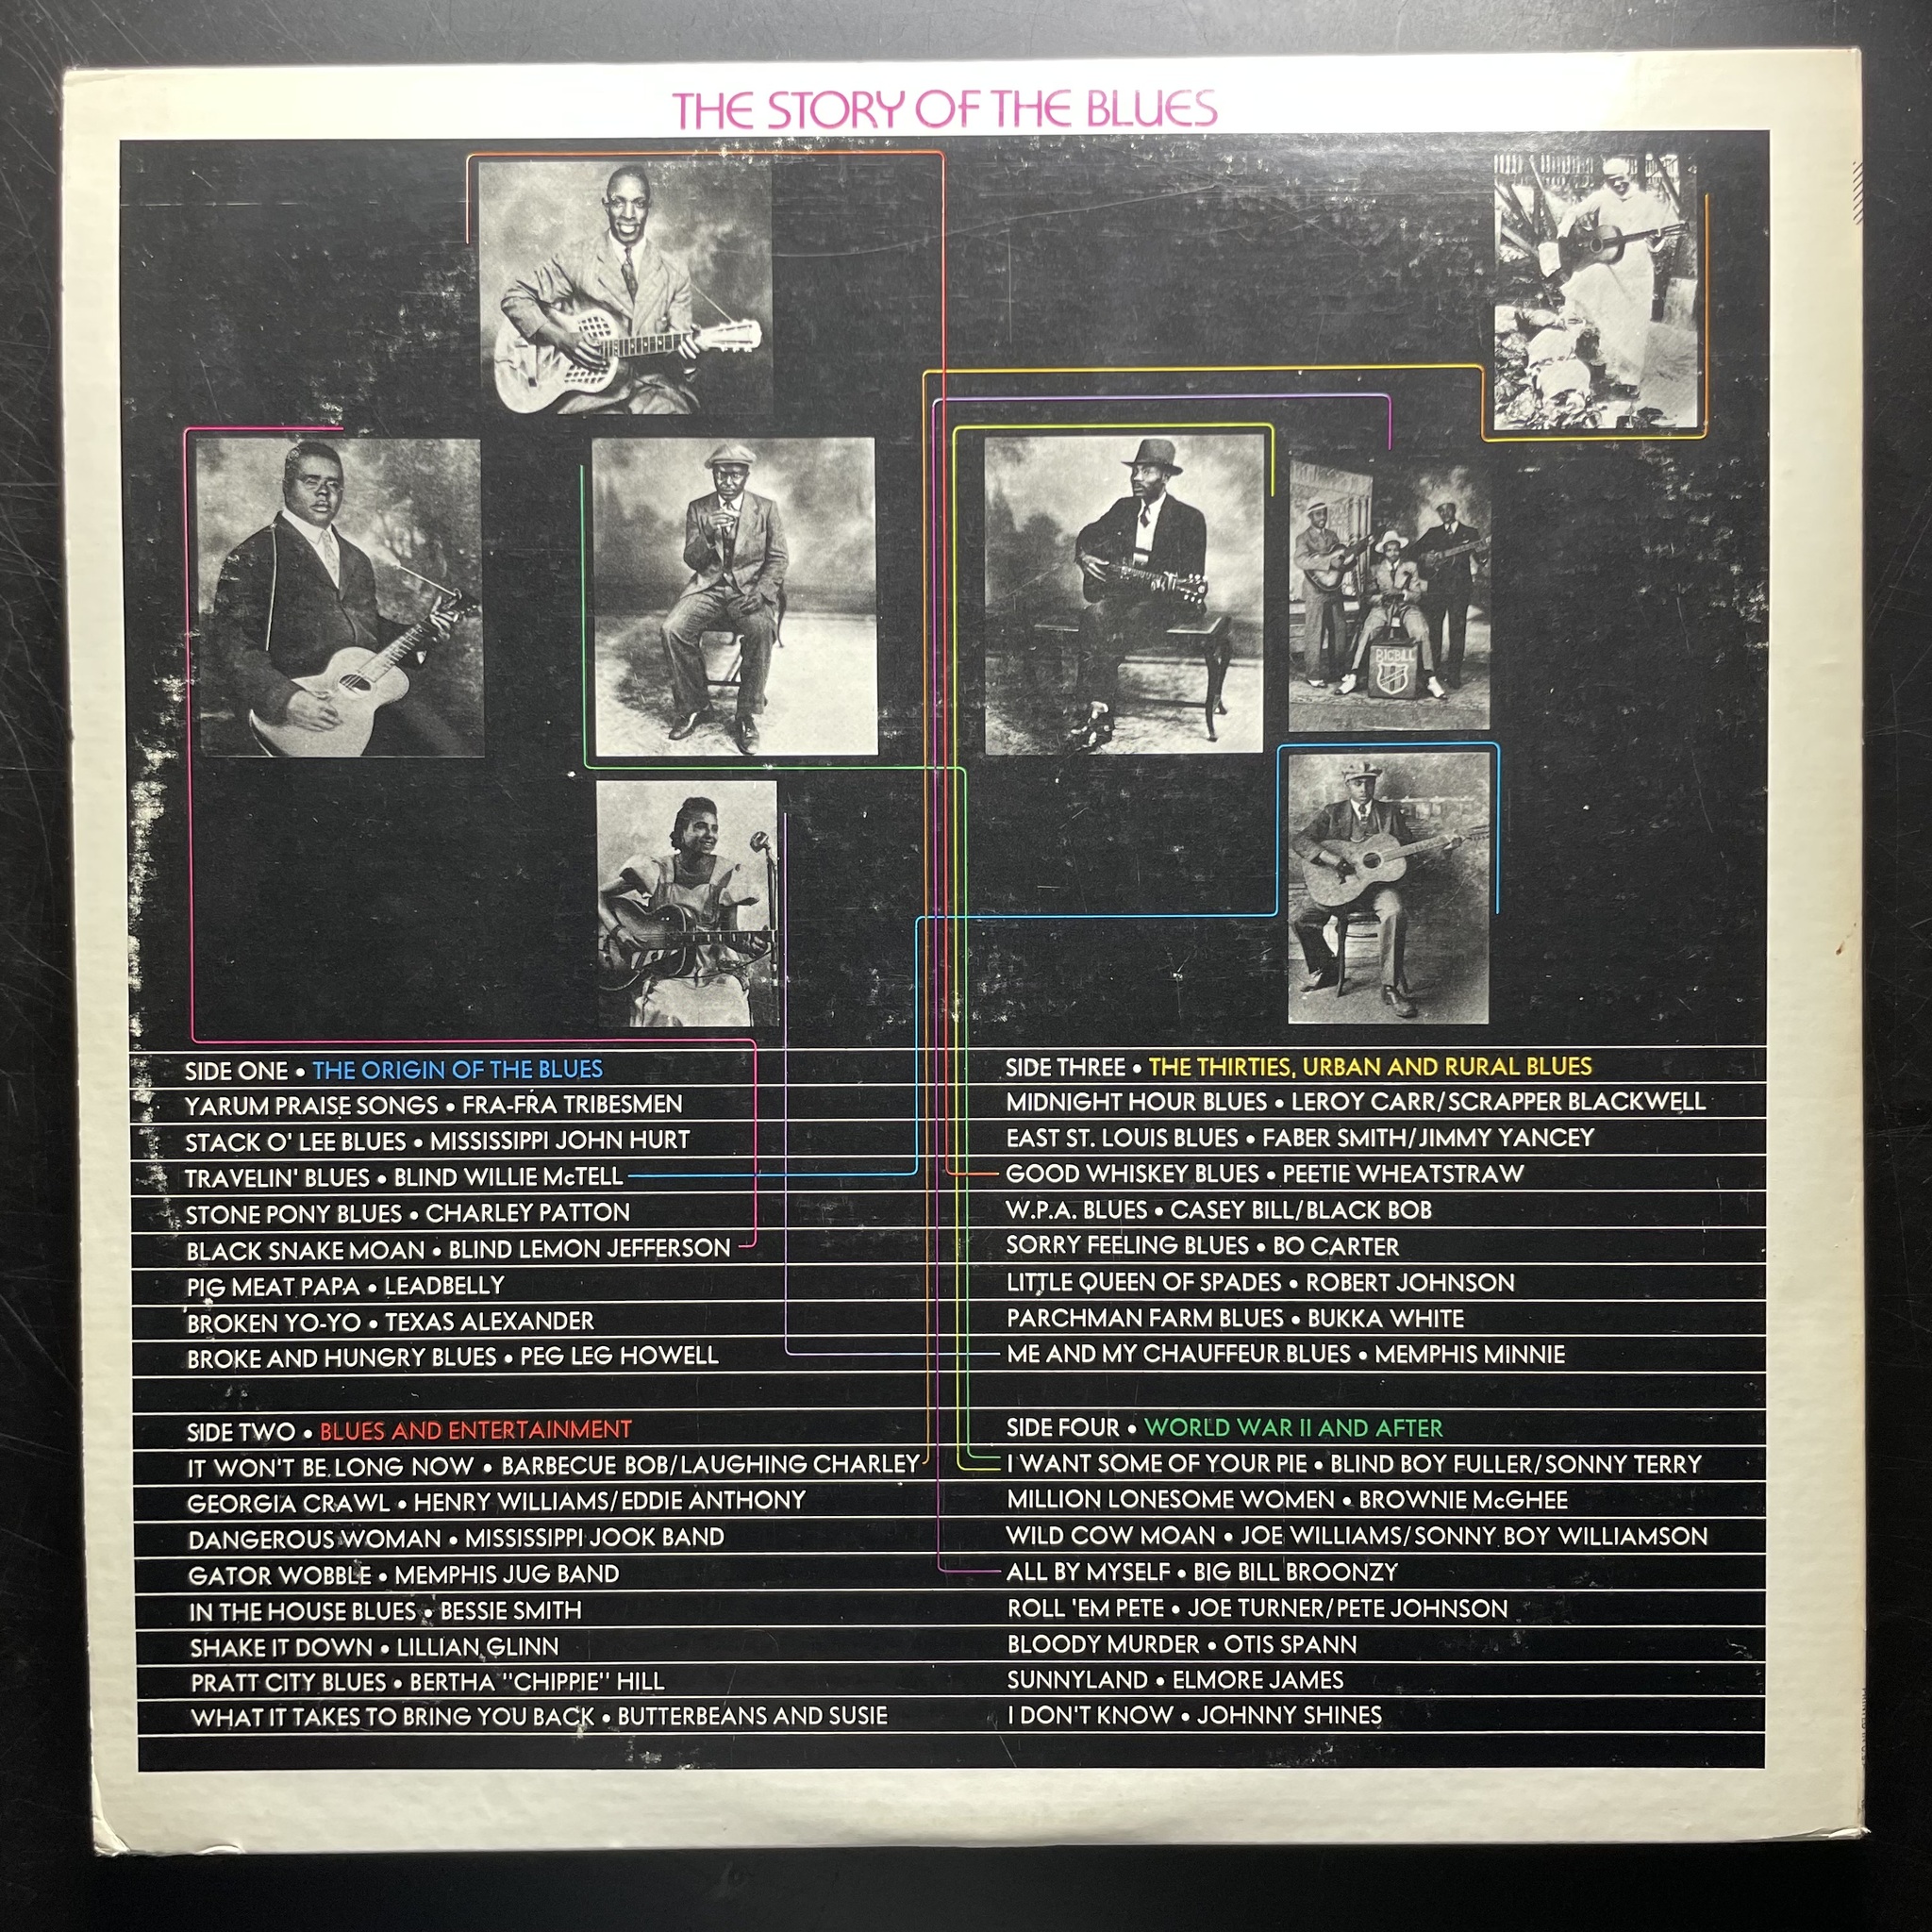 THE STORY OF THE BLUES
BIG BILL
SIDE ONE • THE ORIGIN OF THE BLUES
YARUM PRAISE SONGS • FRA-FRA TRIBESMEN
STACK O' LEE BLUES • MISSISSIPPI JOHN HURT
TRAVELIN' BLUES • BLIND WILLIE McTELL
STONE PONY BLUES • CHARLEY PATTON
BLACK SNAKE MOAN • BLIND LEMON JEFFERSON
PIG MEAT PAPA • LEADBELLY
BROKEN YO-YO • TEXAS ALEXANDER
BROKE AND HUNGRY BLUES • PEG LEG HOWELL
SIDE TWO • BLUES AND ENTERTAINMENT
IT WON'T BE LONG NOW • BARBECUE BOB/LAUGHING CHARLEY
GEORGIA CRAWL • HENRY WILLIAMS/EDDIE ANTHONY
DANGEROUS WOMAN • MISSISSIPPI JOOK BAND
GATOR WOBBLE • MEMPHIS JUG BAND
IN THE HOUSE BLUES • BESSIE SMITH
SHAKE IT DOWN • LILLIAN GLINN
PRATT CITY BLUES • BERTHA "CHIPPIE" HILL
WHAT IT TAKES TO BRING YOU BACK • BUTTERBEANS AND SUSIE
SIDE THREE • THE THIRTIES, URBAN AND RURAL BLUES
MIDNIGHT HOUR BLUES • LEROY CARR/SCRAPPER BLACKWELL
EAST ST. LOUIS BLUES • FABER SMITH/JIMMY YANCEY
GOOD WHISKEY BLUES • PEETIE WHEATSTRAW
W.P.A. BLUES • CASEY BILL/BLACK BOB
SORRY FEELING BLUES • BO CARTER
LITTLE QUEEN OF SPADES • ROBERT JOHNSON
PARCHMAN FARM BLUES • BUKKA WHITE
ME AND MY CHAUFFEUR BLUES • MEMPHIS MINNIE
SIDE FOUR • WORLD WAR II AND AFTER
I WANT SOME OF YOUR PIE • BLIND BOY FULLER/SONNY TERRY
MILLION LONESOME WOMEN • BROWNIE McGHEE
WILD COW MOAN • JOE WILLIAMS/SONNY BOY WILLIAMSON
ALL BY MYSELF • BIG BILL BROONZY
ROLL 'EM PETE • JOE TURNER/PETE JOHNSON
BLOODY MURDER • OTIS SPANN
SUNNYLAND • ELMORE JAMES
I DON'T KNOW • JOHNNY SHINES